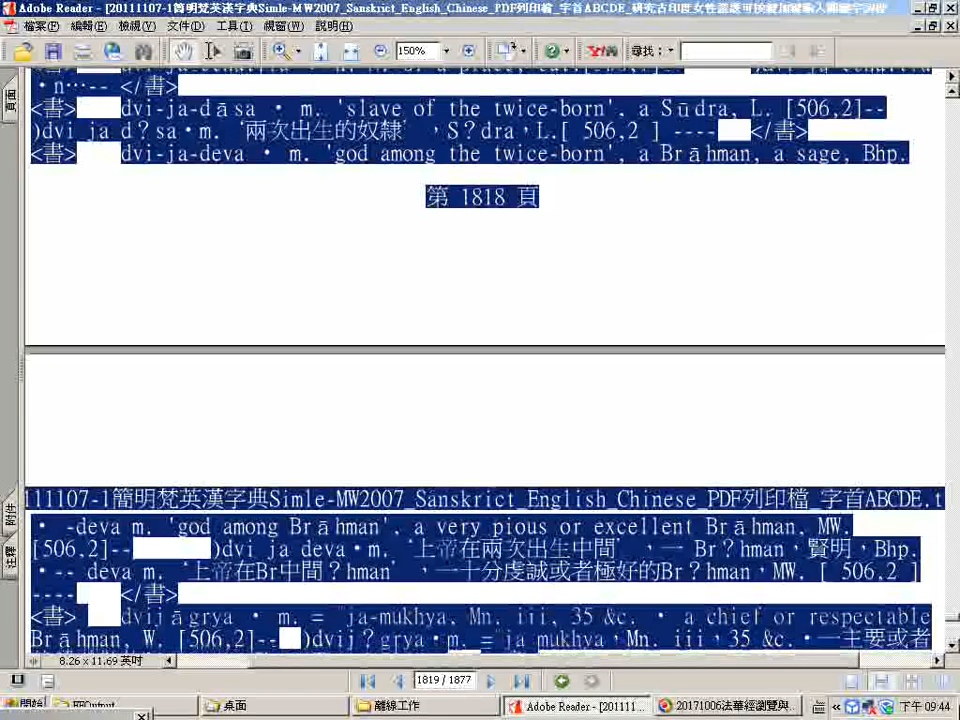 Adobe Reader - [20111107-1簡明梵英漢字典Simle-MW2007_Sanskrict_English_Chinese_PDF列印檔_字首ABCDE_研究古印度女性
檔案(F) 編輯(E) 檢視(V) 文件(D) 工具(T) 視窗(W) 說明(H)
150% 尋找：
頁面
‧n…-- </書>
<書> dvi-ja-dāsa ‧ m. 'slave of the twice-born', a Sūdra, L. [506,2]--
)dvi ja d？sa‧m. ‘兩次出生的奴隸’，S？dra，L.[ 506,2 ] ---- </書>
<書> dvi-ja-deva ‧ m. 'god among the twice-born', a Brāhman, a sage, Bhp.
第 1818 頁
111107-1簡明梵英漢字典Simle-MW2007_Sanskrict_English_Chinese_PDF列印檔_字首ABCDE.t
‧ -deva m. 'god among Brāhman', a very pious or excellent Brāhman, MW.
[506,2]-- )dvi ja deva‧m. ‘上帝在兩次出生中間’，一 Br？hman，賢明，Bhp.
‧-- deva m. ‘上帝在Br中間？hman’，一十分虔誠或者極好的Br？hman，MW. [ 506,2 ]
---- </書>
<書> dvijāgrya ‧ m. = ˚ja-mukhya, Mn. iii, 35 &c. ‧ a chief or respectable
Brāhman, W. [506,2]-- )dvij？grya‧m. =˚ja mukhya，Mn. iii，35 &c.‧一主要或者
附件
註釋
8.26 x 11.69 英吋
1819 / 1877
開始
EEOutput
桌面
離線工作
Adobe Reader - [201111...
20171006法華經瀏覽與...
下午 09:44